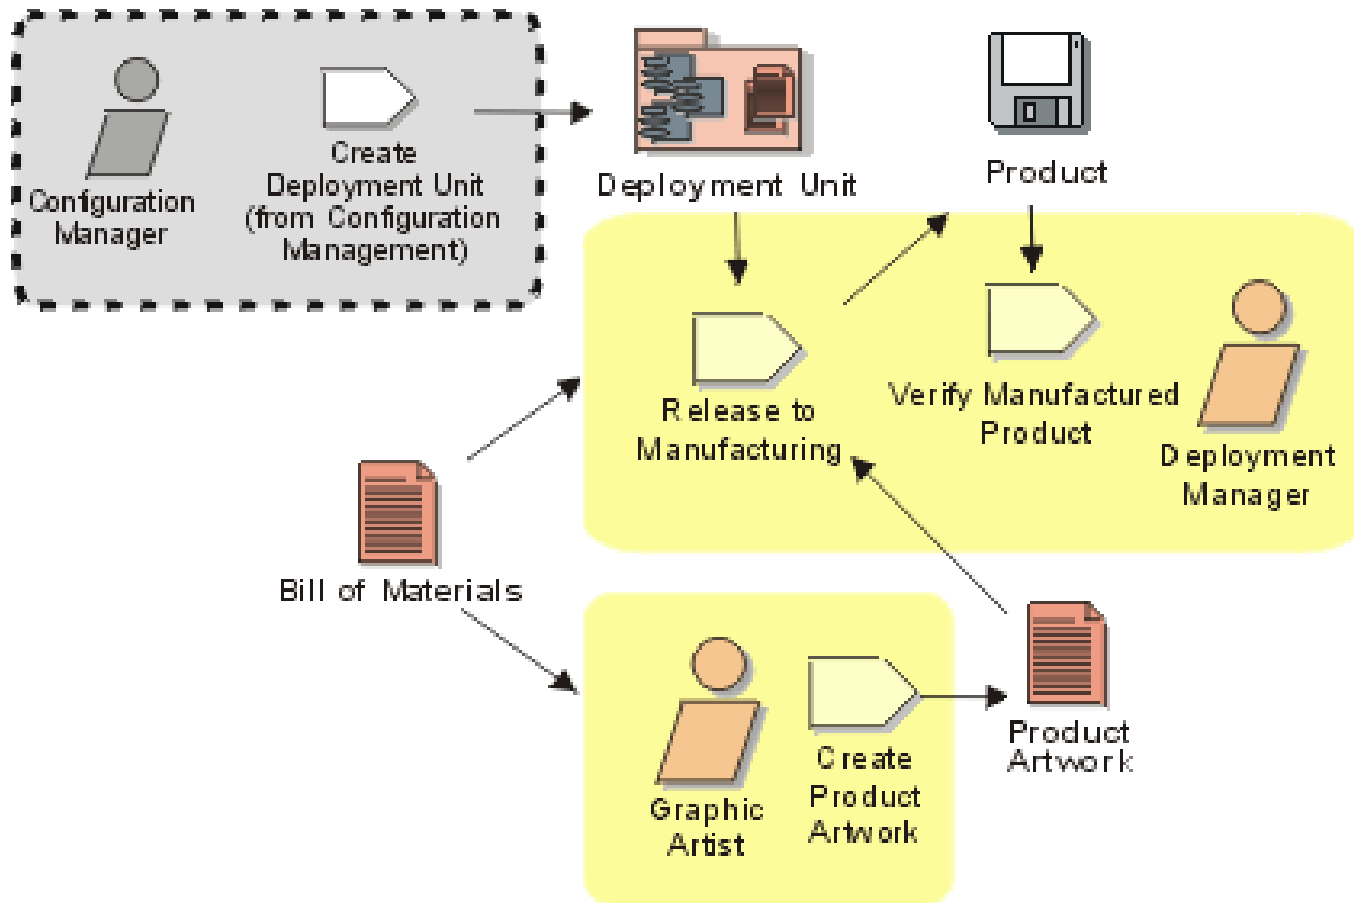 Configuration
Manager
Create
Deployment Unit
(from Configuration
Management)
Deployment Unit
Product
Release to
Manufacturing
Verify Manufactured
Product
Deployment
Manager
Bill of Materials
Graphic
Artist
Create
Product
Artwork
Product
Artwork